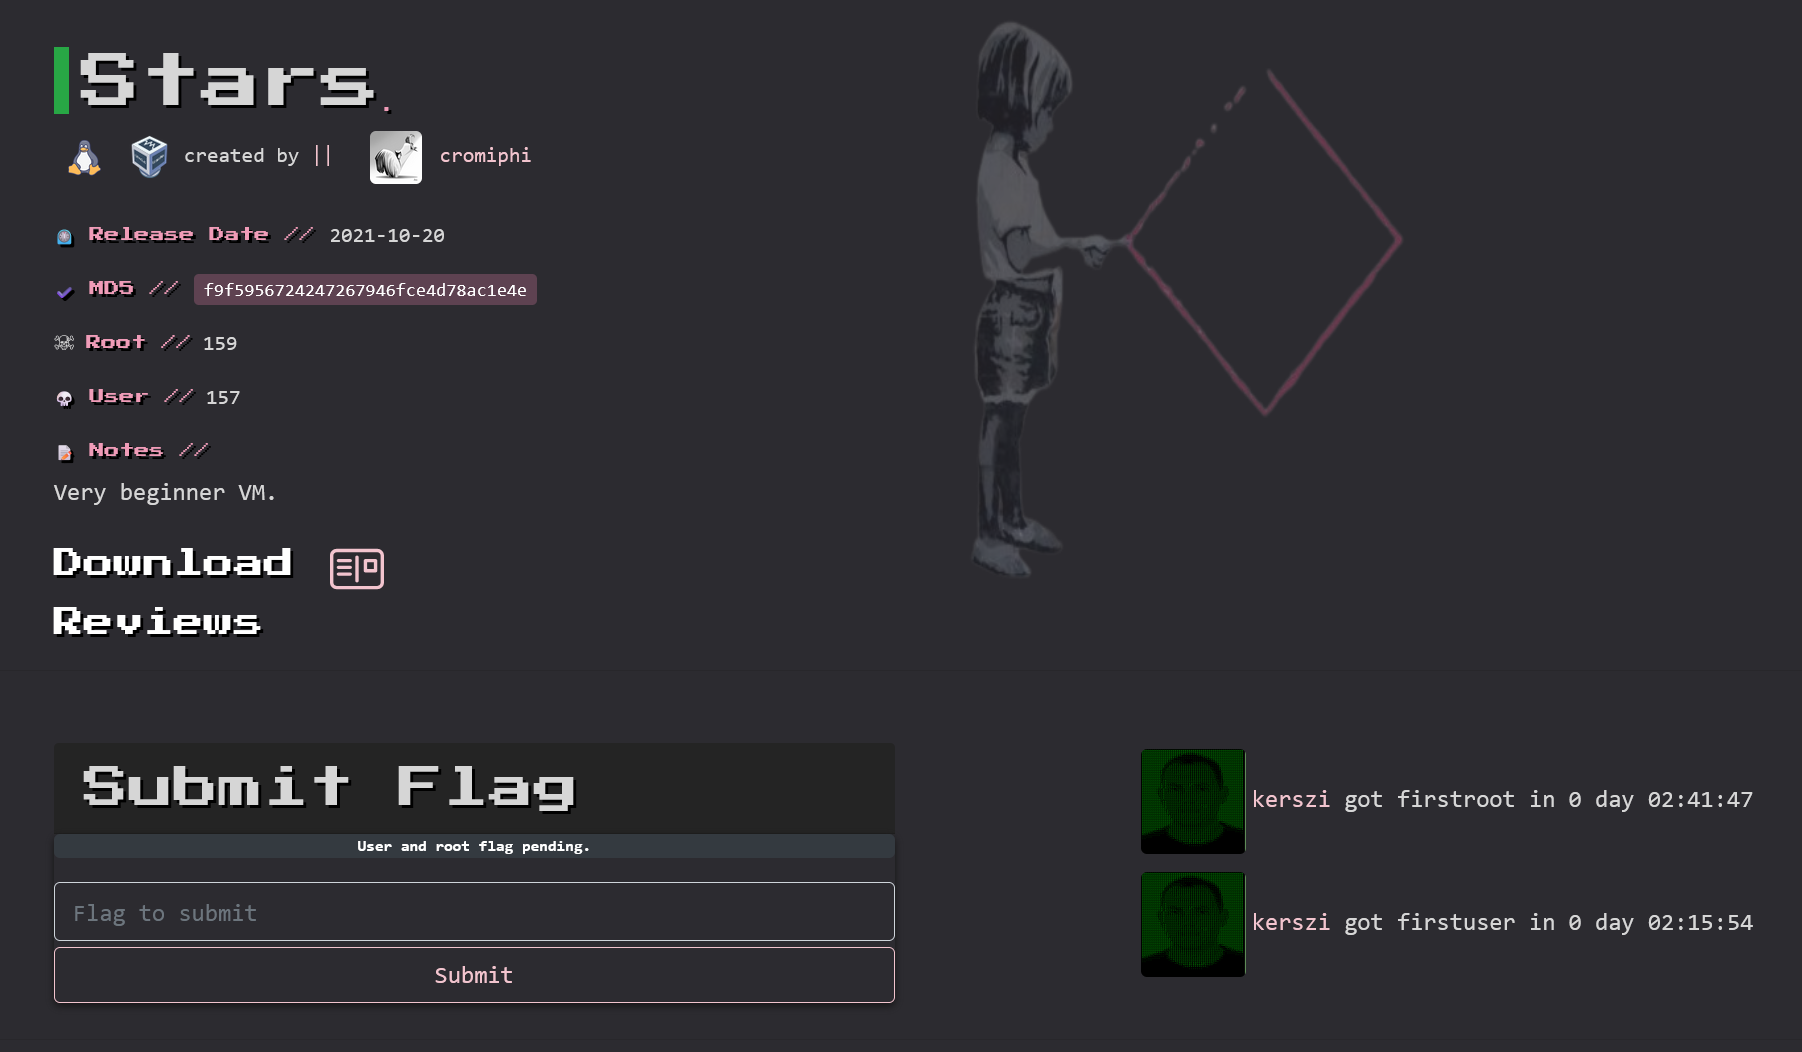 Stars.
created by || cromiphi
Release Date // 2021-10-20
MD5 // f9f5956724247267946fce4d78ac1e4e
Root // 159
User // 157
Notes //
Very beginner VM.
Download
Reviews
Submit Flag
User and root flag pending.
Flag to submit
Submit
kerszi got firstroot in 0 day 02:41:47
kerszi got firstuser in 0 day 02:15:54